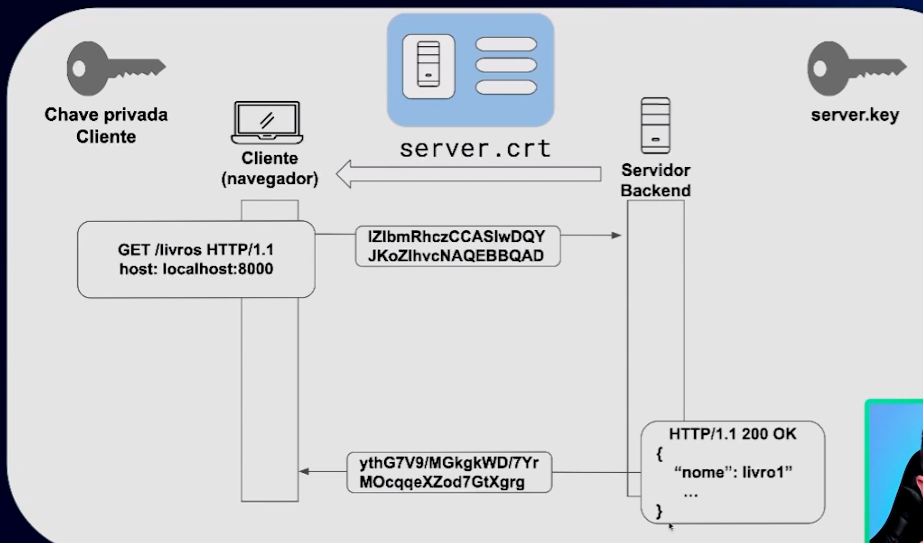 Chave privada
Cliente
server.key
server.crt
Cliente
(navegador)
Servidor
Backend
GET /livros HTTP/1.1
host: localhost:8000
IZIbmRhczCCASIwDQY
JKoZIhvcNAQEBBQAD
HTTP/1.1 200 OK
{
“nome”: livro1”
...
}
ythG7V9/MGkgkWD/7Yr
MOcqqeXZod7GtXgrg